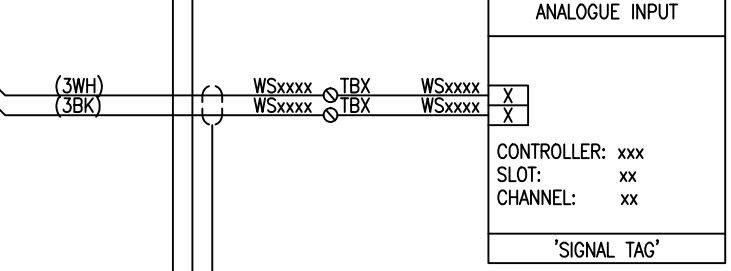 ANALOGUE INPUT
(3WH) WSxxxx TBX WSxxxx X
(3BK) WSxxxx TBX WSxxxx X
CONTROLLER: xxx
SLOT: xx
CHANNEL: xx
'SIGNAL TAG'